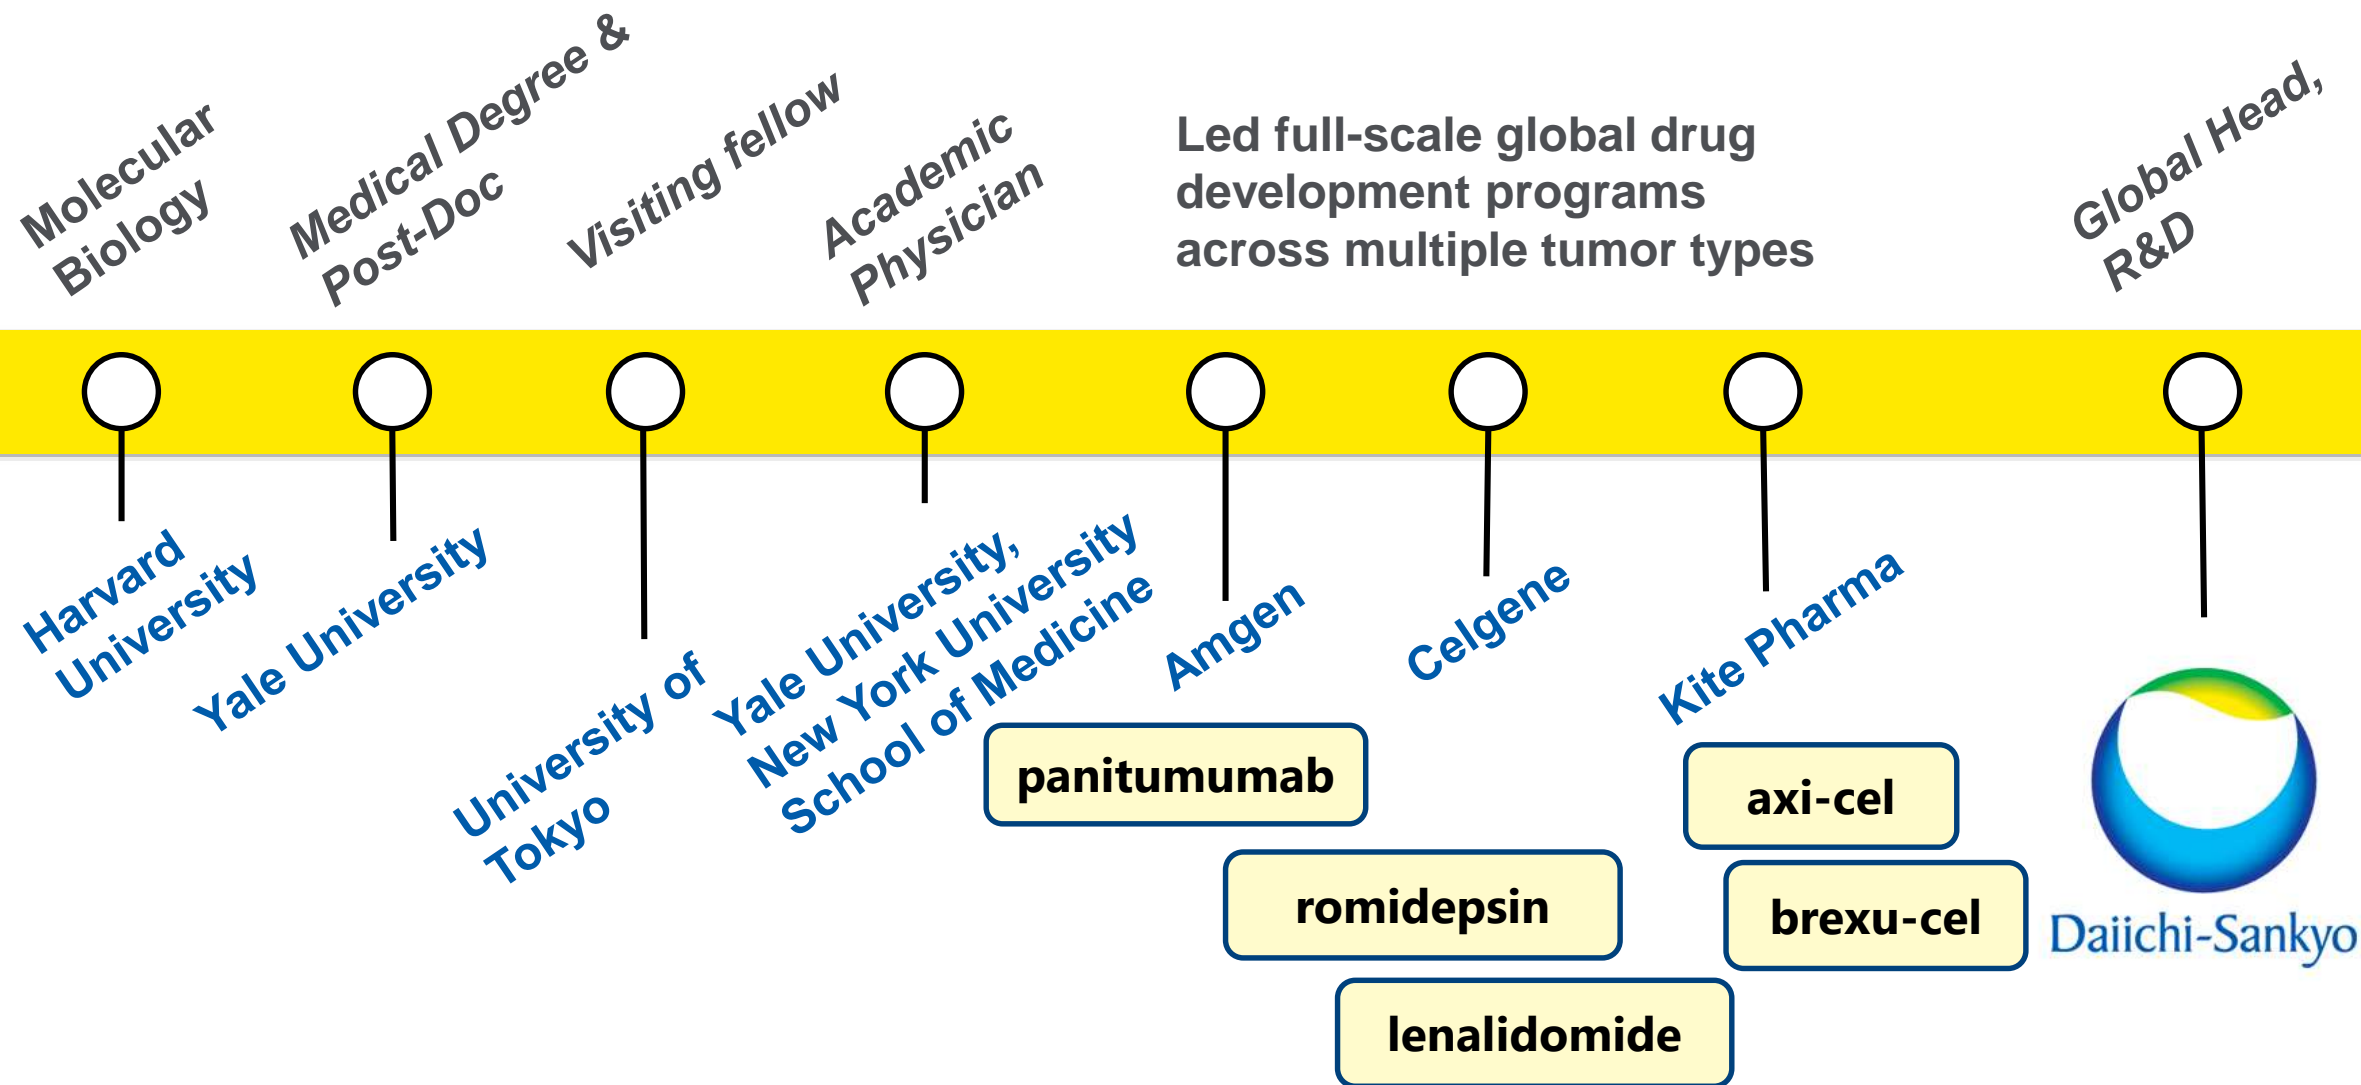 Molecular
Biology
Medical Degree &
Post-Doc
Visiting fellow
Academic
Physician
Led full-scale global drug
development programs
across multiple tumor types
Global Head,
R&D
Harvard
University
Yale University
University of
Tokyo
Yale University,
New York University
School of Medicine
Amgen
Celgene
Kite Pharma
panitumumab
romidepsin
lenalidomide
axi-cel
brexu-cel
Daiichi-Sankyo